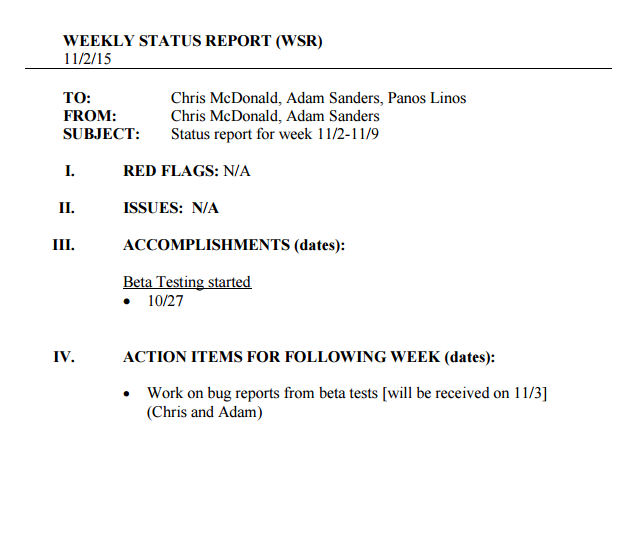 WEEKLY STATUS REPORT (WSR)
11/2/15
TO: Chris McDonald, Adam Sanders, Panos Linos
FROM: Chris McDonald, Adam Sanders
SUBJECT: Status report for week 11/2-11/9
I. RED FLAGS: N/A
II. ISSUES: N/A
III. ACCOMPLISHMENTS (dates):
Beta Testing started
• 10/27
IV. ACTION ITEMS FOR FOLLOWING WEEK (dates):
• Work on bug reports from beta tests [will be received on 11/3]
(Chris and Adam)